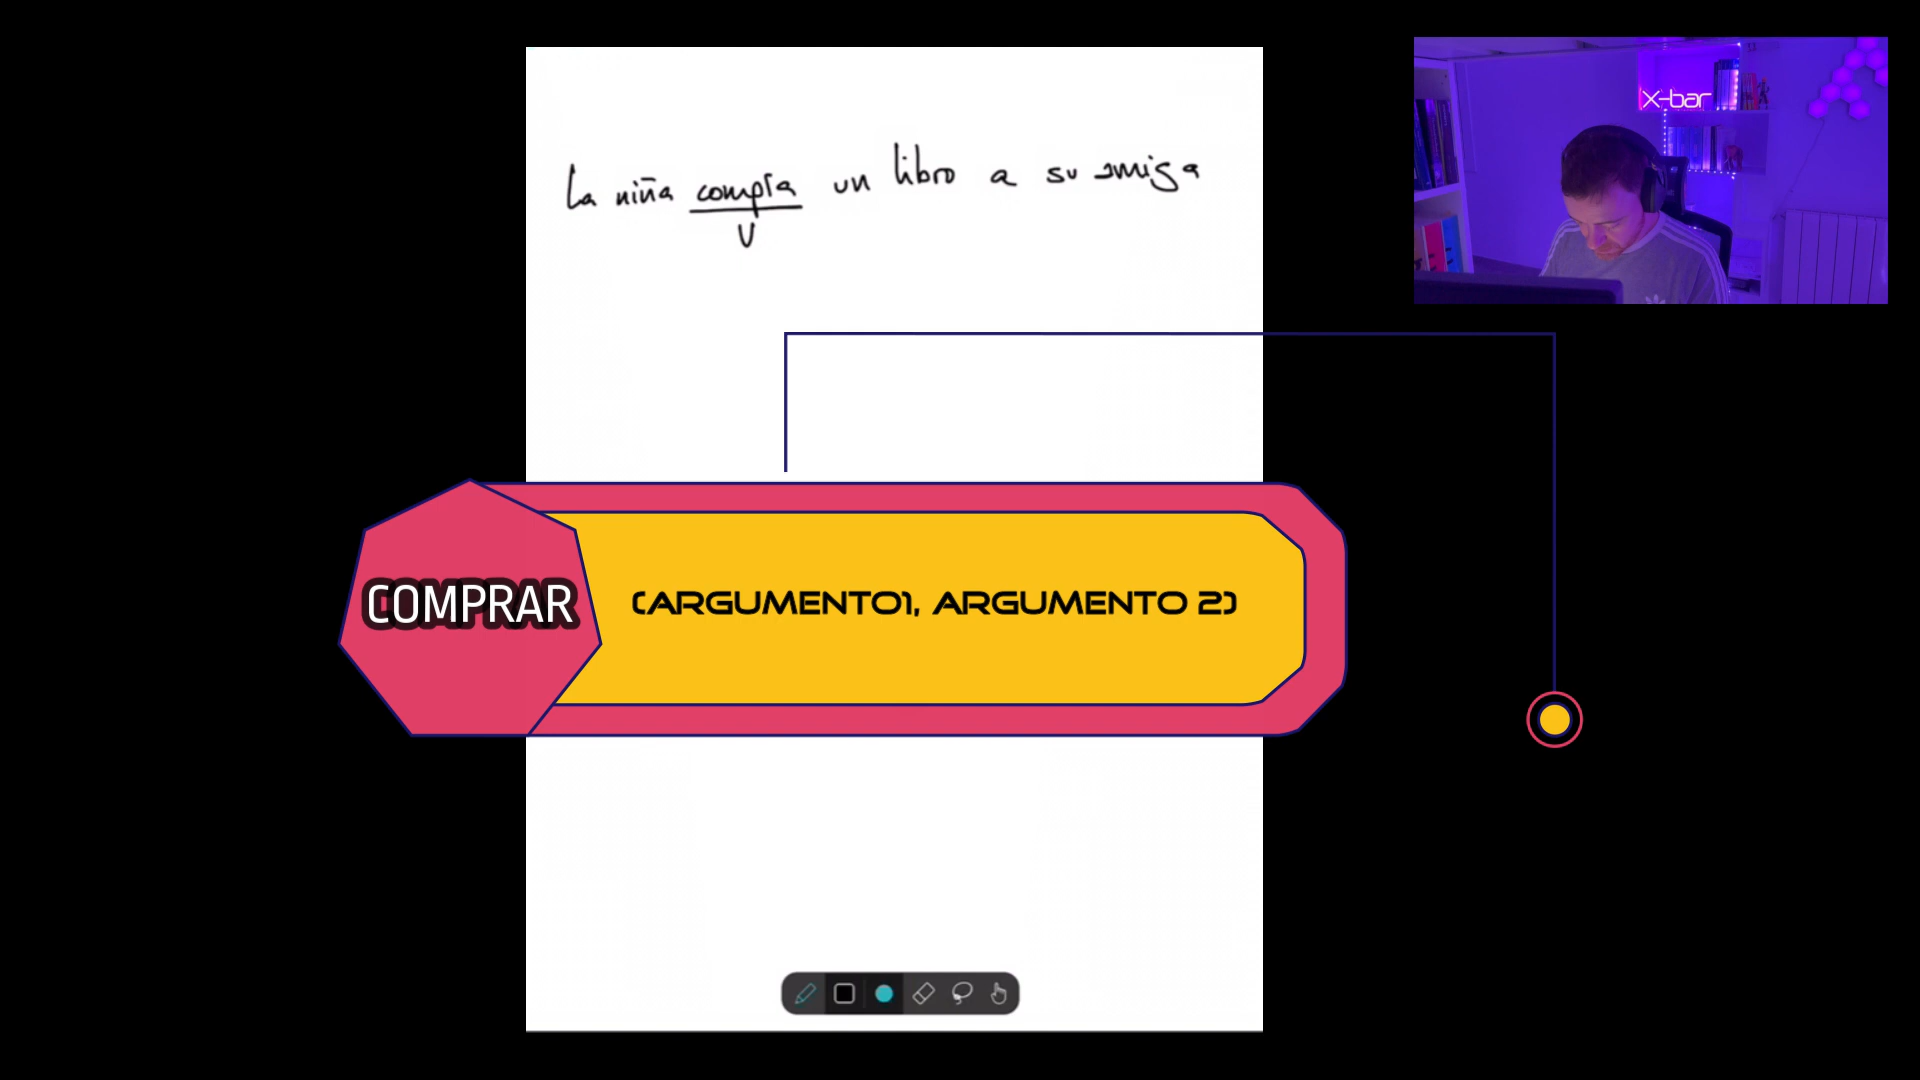 La niña compra un libro a su amiga
V
X-bar
COMPRAR
(ARGUMENTO1, ARGUMENTO 2)